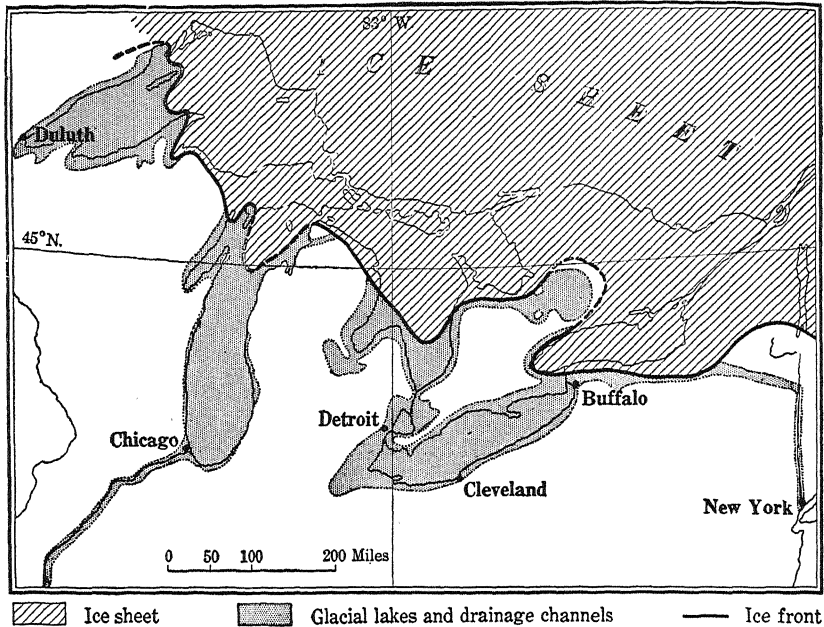 83° W.
ICE SHEET
Duluth
45°N.
Buffalo
Detroit
Chicago
Cleveland
New York
0 50 100 200 Miles
Ice sheet
Glacial lakes and drainage channels
Ice front